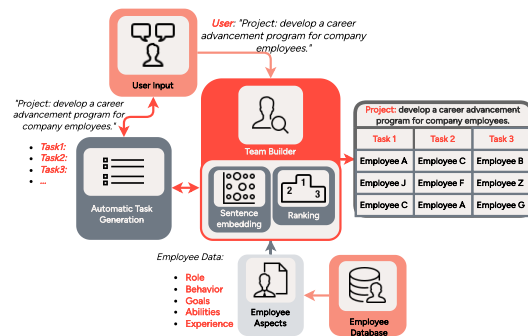 User: "Project: develop a career
advancement program for company
employees."
User Input
"Project: develop a career
advancement program for
company employees."
• Task1:
• Task2:
• Task3:
• ...
Automatic Task
Generation
Team Builder
Sentence
embedding
1
2
3
Ranking
Project: develop a career advancement
program for company employees.
Task 1 Task 2 Task 3
Employee A Employee C Employee B
Employee J Employee F Employee Z
Employee C Employee A Employee G
Employee Data:
• Role
• Behavior
• Goals
• Abilities
• Experience
Employee
Aspects
Employee
Database